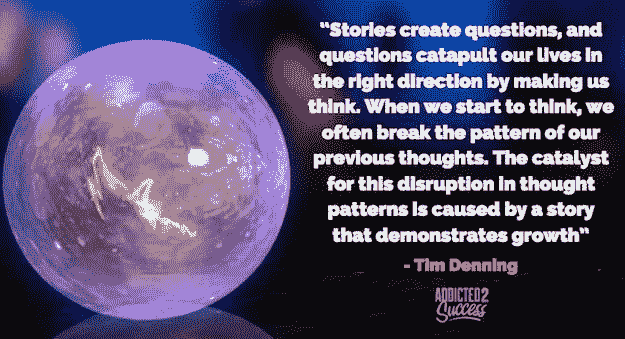 "Stories create questions, and
questions catapult our lives in
the right direction by making us
think. When we start to think, we
often break the pattern of our
previous thoughts. The catalyst
for this disruption in thought
patterns is caused by a story
that demonstrates growth"
- Tim Denning
ADDICTED2
Success